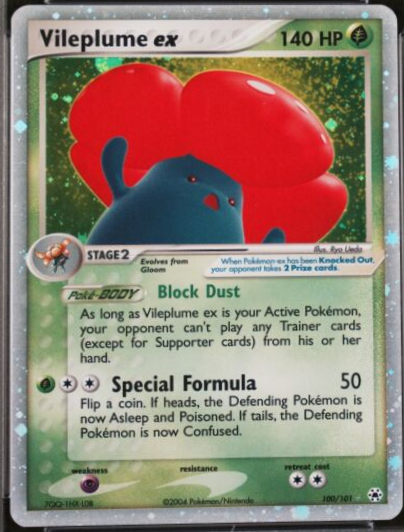 Vileplume ex 140 HP
Illus. Ryo Ueda
STAGE2 Evolves from Gloom
When Pokémon-ex has been Knocked Out,
your opponent takes 2 Prize cards.
Poké-BODY Block Dust
As long as Vileplume ex is your Active Pokémon,
your opponent can't play any Trainer cards
(except for Supporter cards) from his or her
hand.
Special Formula 50
Flip a coin. If heads, the Defending Pokémon is
now Asleep and Poisoned. If tails, the Defending
Pokémon is now Confused.
weakness resistance retreat cost
©2004 Pokémon/Nintendo 100/101